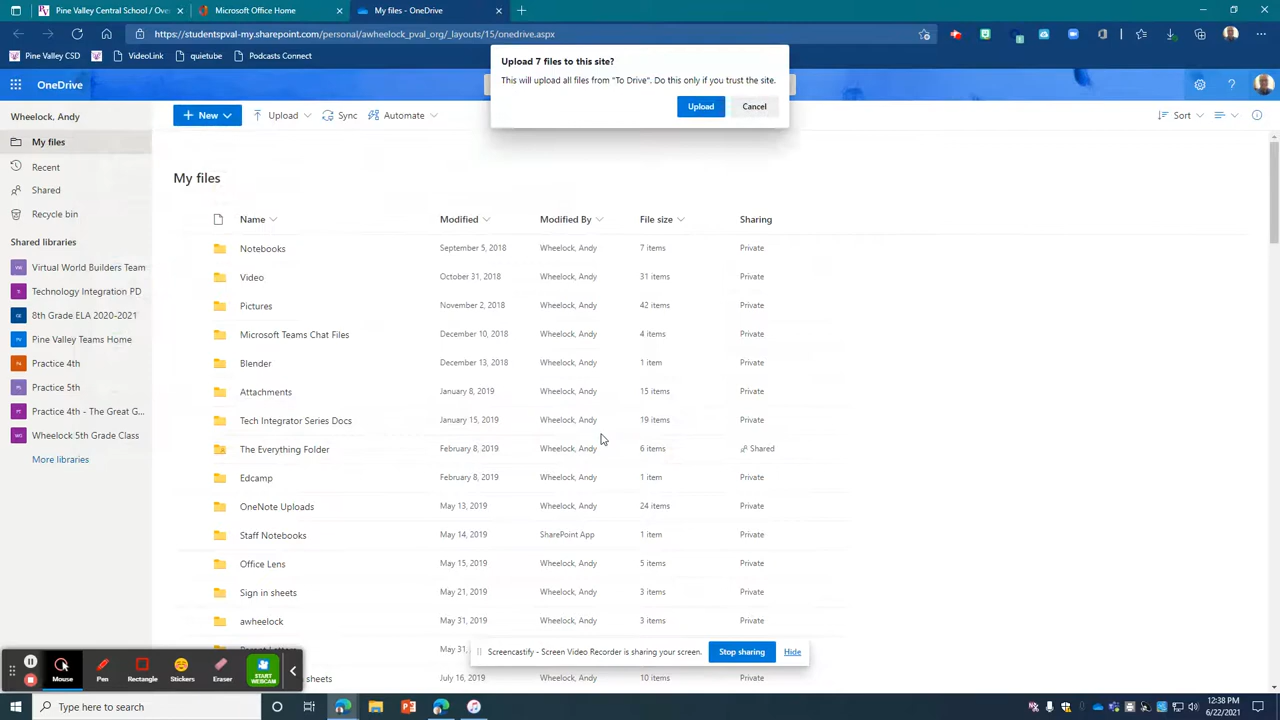 Pine Valley Central School / Ove
Microsoft Office Home
My files - OneDrive
https://studentspval-my.sharepoint.com/personal/awheelock_pval_org/_layouts/15/onedrive.aspx
Pine Valley
VideoLink
quietube
Podcasts Connect
Upload 7 files to this site?
This will upload all files from "To Drive". Do this only if you trust the site.
Upload Cancel
OneDrive
Wheelock, Andy
New Upload Sync Automate Sort
My files
Recent
Shared
Recycle bin
Shared libraries
Virtual World Builders Team
Technology Integration PD
8th Grade ELA 2020-2021
Pine Valley Teams Home
Practice 4th
Practice 5th
Practice 4th - The Great G...
Wheelock 5th Grade Class
More libraries
My files
Name Modified Modified By File size Sharing
Notebooks September 5, 2018 Wheelock, Andy 7 items Private
Video October 31, 2018 Wheelock, Andy 31 items Private
Pictures November 2, 2018 Wheelock, Andy 42 items Private
Microsoft Teams Chat Files December 10, 2018 Wheelock, Andy 4 items Private
Blender December 13, 2018 Wheelock, Andy 1 item Private
Attachments January 8, 2019 Wheelock, Andy 15 items Private
Tech Integrator Series Docs January 15, 2019 Wheelock, Andy 19 items Private
The Everything Folder February 8, 2019 Wheelock, Andy 6 items Shared
Edcamp February 8, 2019 Wheelock, Andy 1 item Private
OneNote Uploads May 13, 2019 Wheelock, Andy 24 items Private
Staff Notebooks May 14, 2019 SharePoint App 1 item Private
Office Lens May 15, 2019 Wheelock, Andy 5 items Private
Sign in sheets May 21, 2019 Wheelock, Andy 3 items Private
awheelock May 31, 2019 Wheelock, Andy 3 items Private
May 31,
sheets July 16, 2019 Wheelock, Andy 10 items Private
Screencastify - Screen Video Recorder is sharing your screen. Stop sharing Hide
Mouse Pen Rectangle Stickers Eraser START WEBCAM
Type here to search
12:38 PM
6/22/2021